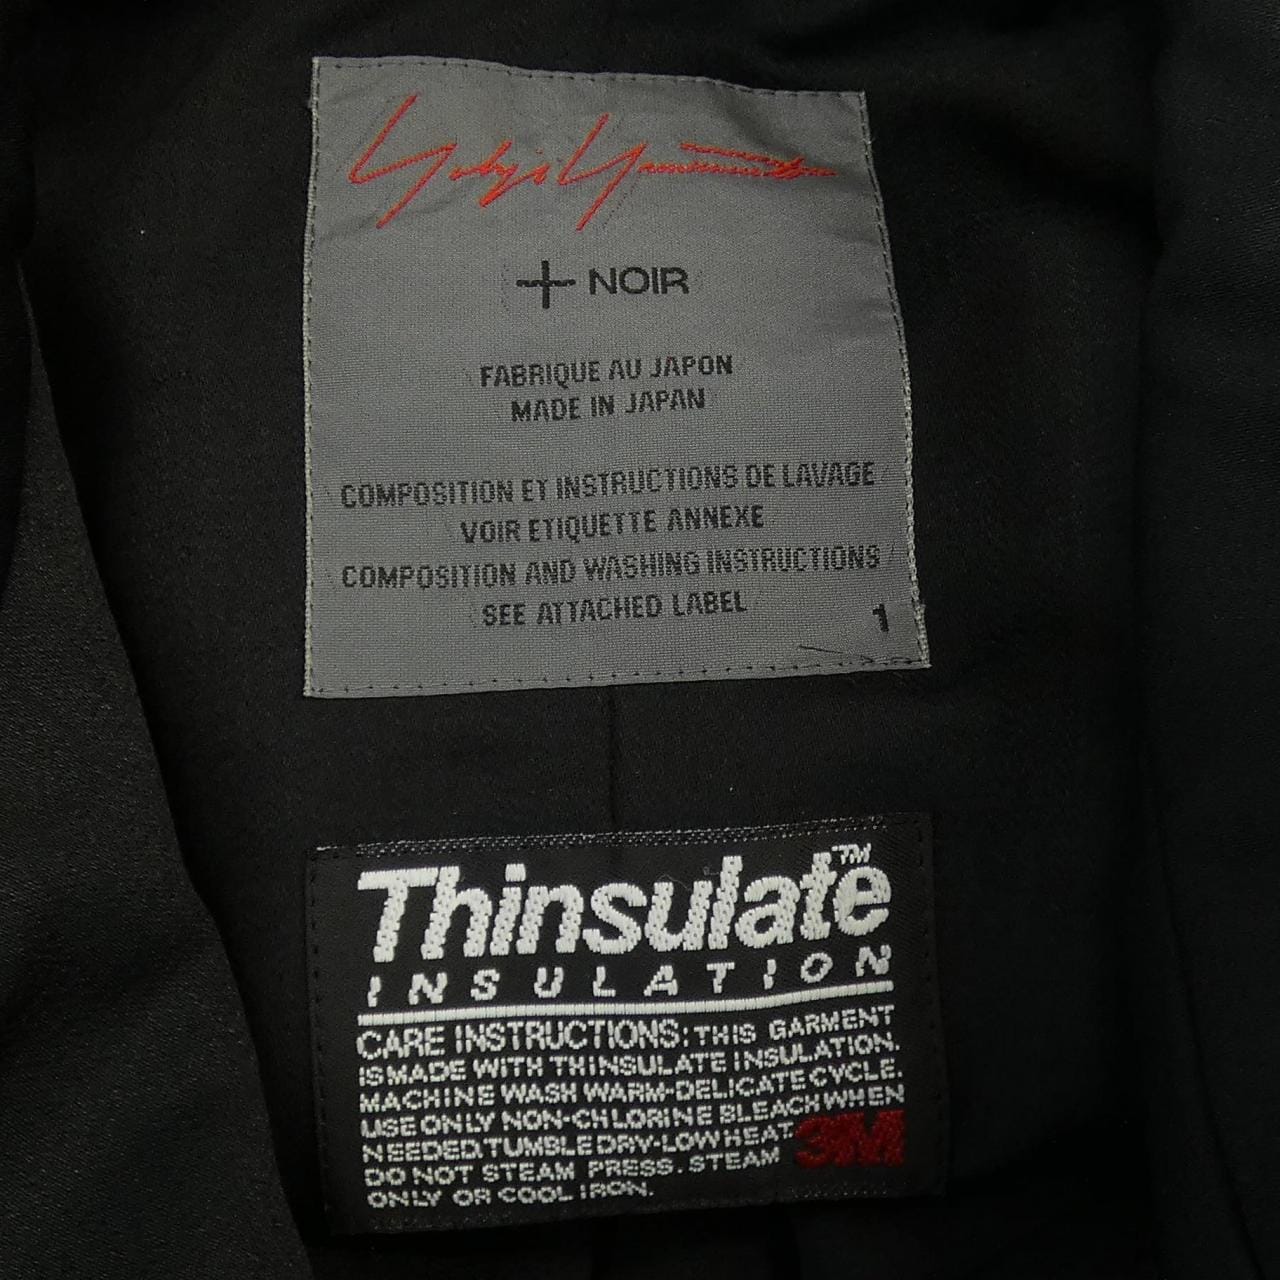 Yohji Yamamoto
+ NOIR
FABRIQUE AU JAPON
MADE IN JAPAN
COMPOSITION ET INSTRUCTIONS DE LAVAGE
VOIR ETIQUETTE ANNEXE
COMPOSITION AND WASHING INSTRUCTIONS
SEE ATTACHED LABEL
1
Thinsulate™
INSULATION
CARE INSTRUCTIONS: THIS GARMENT
IS MADE WITH THINSULATE INSULATION.
MACHINE WASH WARM-DELICATE CYCLE.
USE ONLY NON-CHLORINE BLEACH WHEN
NEEDED. TUMBLE DRY-LOW HEAT
DO NOT STEAM PRESS. STEAM
ONLY OR COOL IRON.
3M